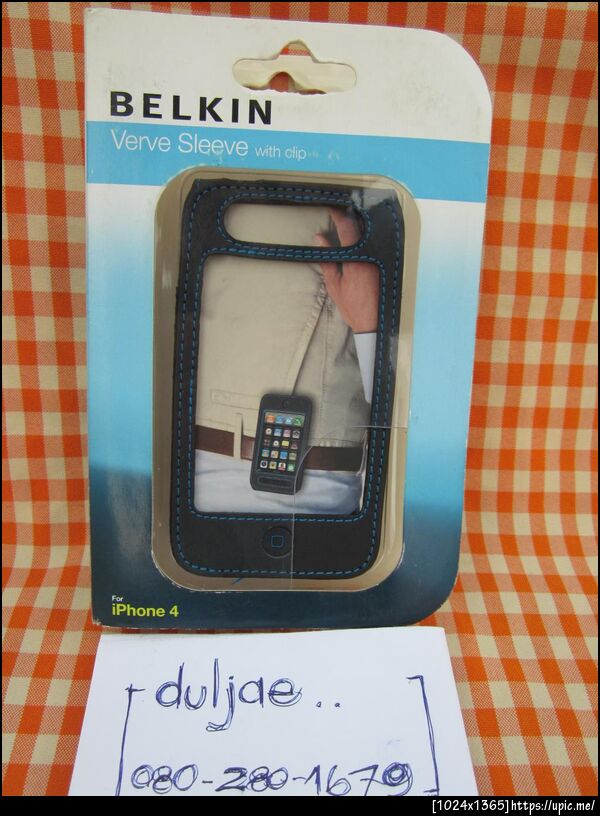 BELKIN
Verve Sleeve with clip
For
iPhone 4
duljae..
080-280-1679
[1024x1365]https://upic.me/